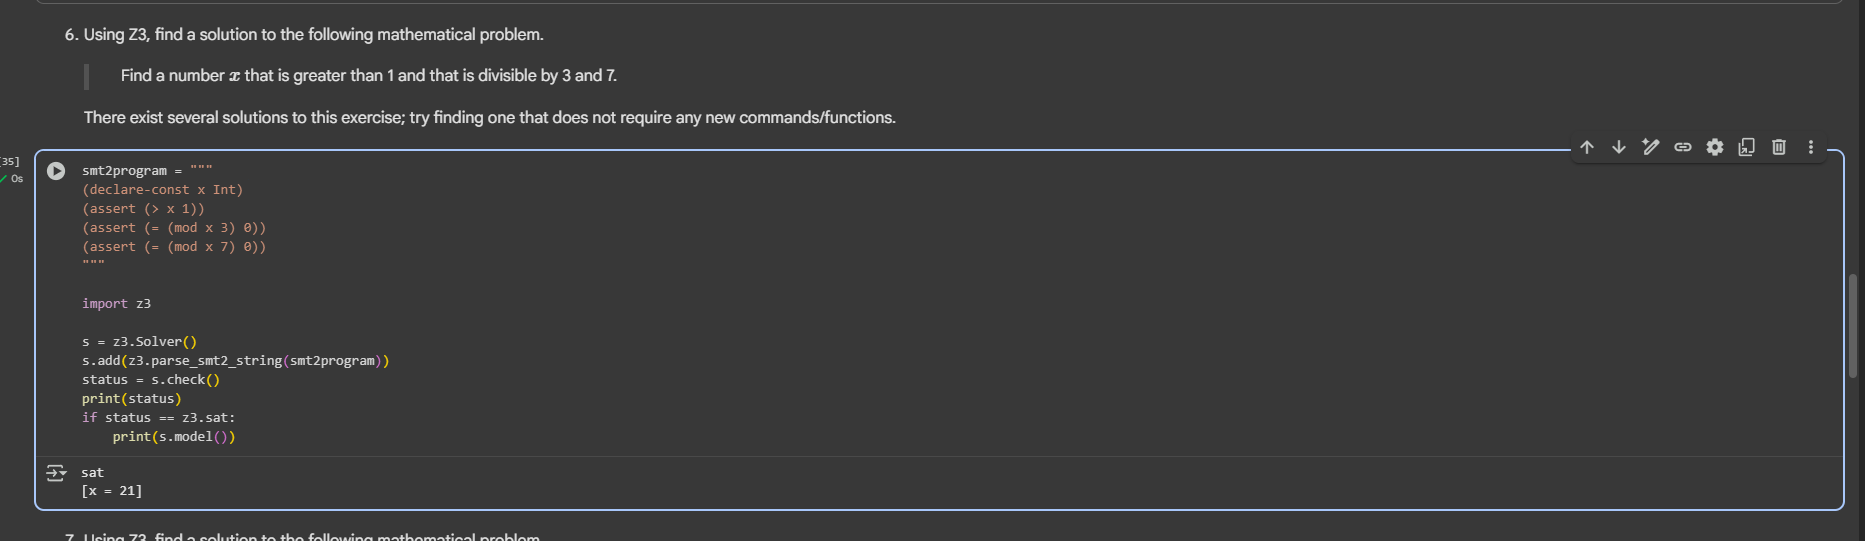 6. Using Z3, find a solution to the following mathematical problem.
Find a number x that is greater than 1 and that is divisible by 3 and 7.
There exist several solutions to this exercise; try finding one that does not require any new commands/functions.
[35]
0s
smt2program = """
(declare-const x Int)
(assert (> x 1))
(assert (= (mod x 3) 0))
(assert (= (mod x 7) 0))
"""
import z3
s = z3.Solver()
s.add(z3.parse_smt2_string(smt2program))
status = s.check()
print(status)
if status == z3.sat:
    print(s.model())
sat
[x = 21]
7. Using Z3, find a solution to the following mathematical problem.